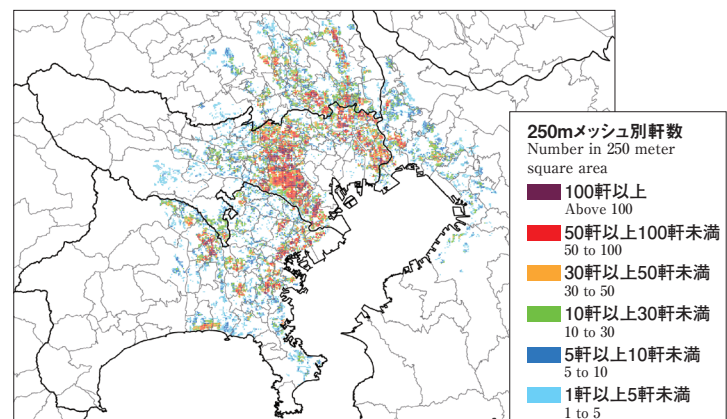 250mメッシュ別軒数
Number in 250 meter
square area
100軒以上
Above 100
50軒以上100軒未満
50 to 100
30軒以上50軒未満
30 to 50
10軒以上30軒未満
10 to 30
5軒以上10軒未満
5 to 10
1軒以上5軒未満
1 to 5